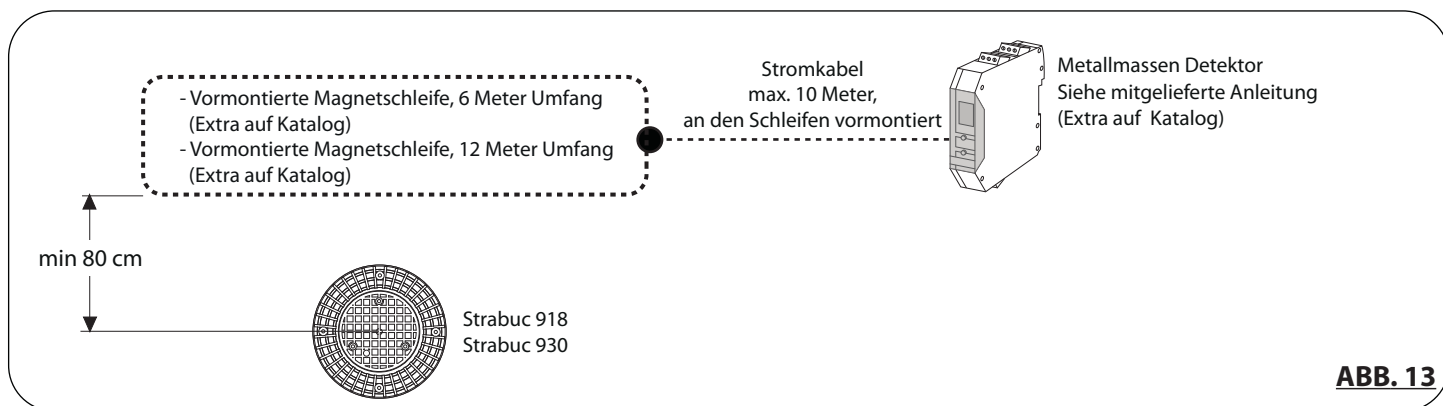 - Vormontierte Magnetschleife, 6 Meter Umfang
(Extra auf Katalog)
- Vormontierte Magnetschleife, 12 Meter Umfang
(Extra auf Katalog)
Stromkabel
max. 10 Meter,
an den Schleifen vormontiert
Metallmassen Detektor
Siehe mitgelieferte Anleitung
(Extra auf Katalog)
min 80 cm
Strabuc 918
Strabuc 930
ABB. 13